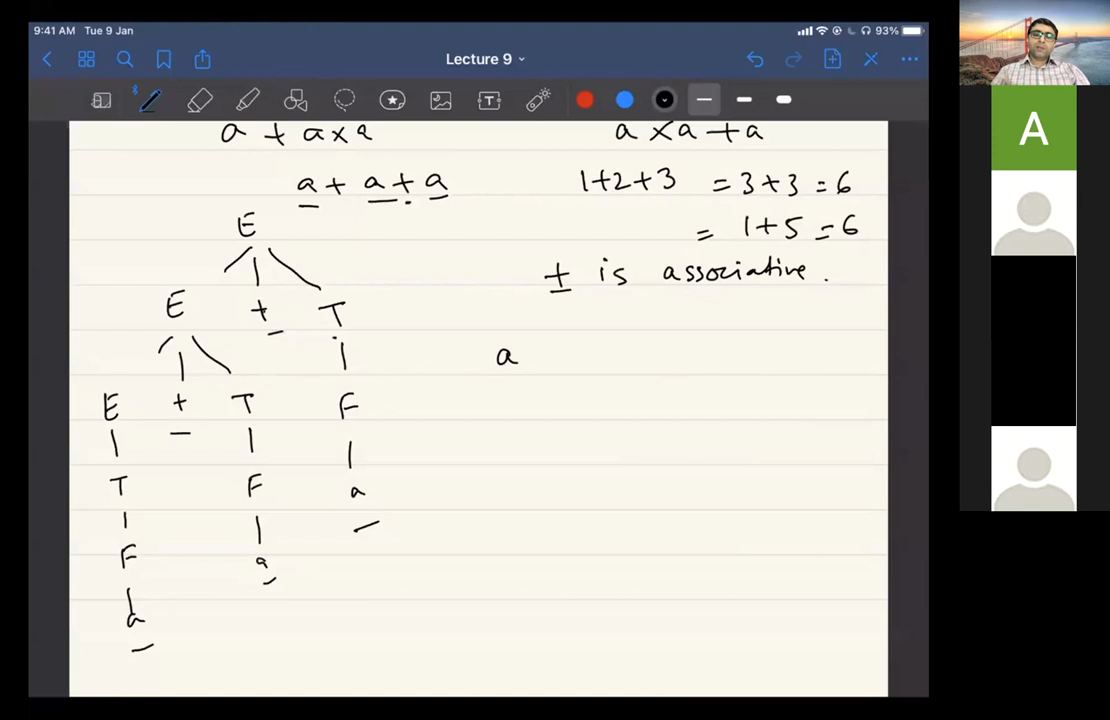 9:41 AM Tue 9 Jan
93%
Lecture 9
T
a + a × a
a × a + a
a + a + a
1+2+3 = 3+3 = 6
= 1+5 = 6
+ is associative.
E
E + T
a
E + T F
T F a
F a
a
A